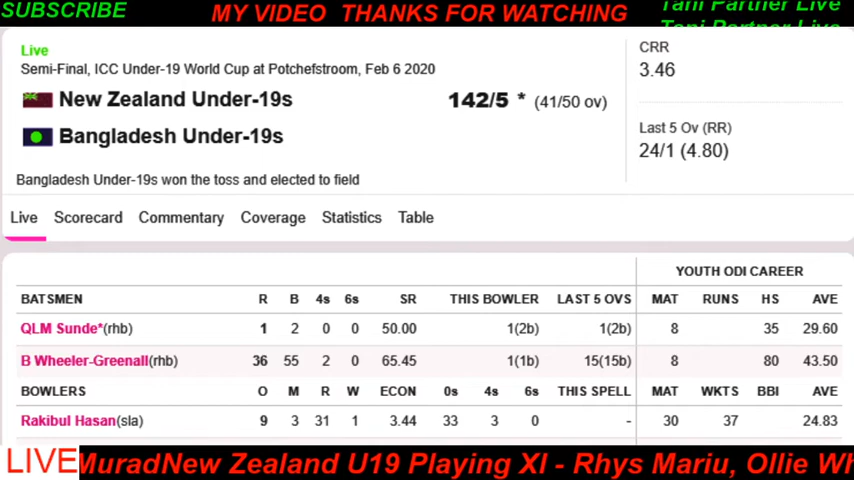 SUBSCRIBE MY VIDEO THANKS FOR WATCHING Tani Partner Live
Tani Partner Live
Live
Semi-Final, ICC Under-19 World Cup at Potchefstroom, Feb 6 2020
New Zealand Under-19s 142/5 * (41/50 ov)
Bangladesh Under-19s
Bangladesh Under-19s won the toss and elected to field
CRR
3.46
Last 5 Ov (RR)
24/1 (4.80)
Live Scorecard Commentary Coverage Statistics Table
YOUTH ODI CAREER
BATSMEN R B 4s 6s SR THIS BOWLER LAST 5 OVS MAT RUNS HS AVE
QLM Sunde*(rhb) 1 2 0 0 50.00 1(2b) 1(2b) 8 35 29.60
B Wheeler-Greenall(rhb) 36 55 2 0 65.45 1(1b) 15(15b) 8 80 43.50
BOWLERS O M R W ECON 0s 4s 6s THIS SPELL MAT WKTS BBI AVE
Rakibul Hasan(sla) 9 3 31 1 3.44 33 3 0 - 30 37 24.83
LIVE MuradNew Zealand U19 Playing XI - Rhys Mariu, Ollie Wh